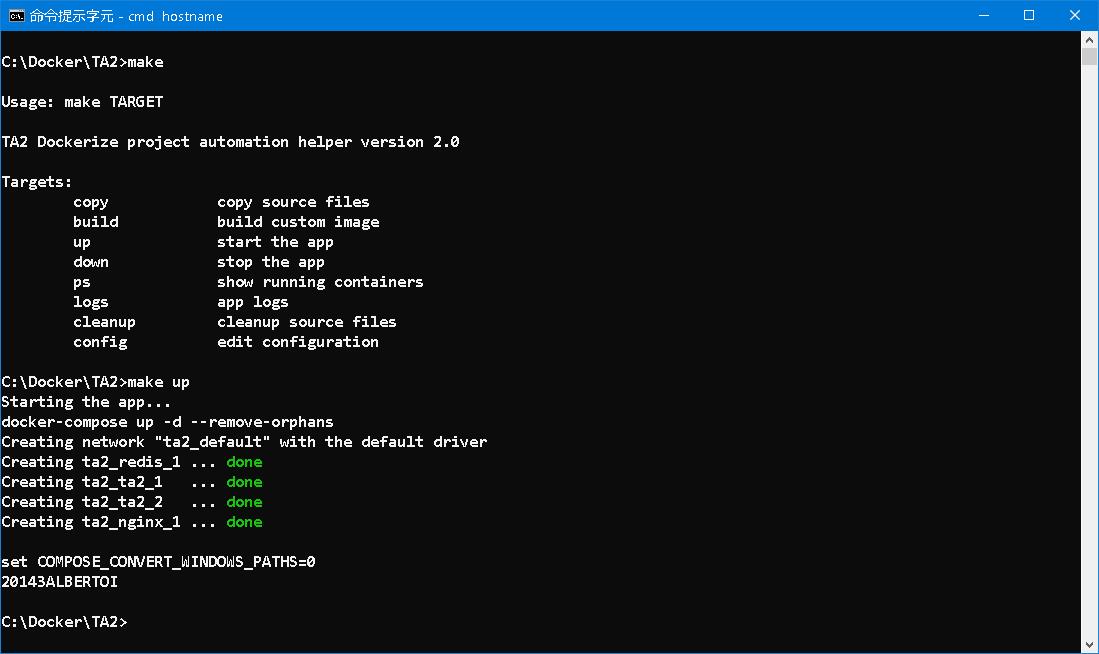 命令提示字元 - cmd  hostname
C:\Docker\TA2>make
Usage: make TARGET
TA2 Dockerize project automation helper version 2.0
Targets:
copy                copy source files
build               build custom image
up                  start the app
down                stop the app
ps                  show running containers
logs                app logs
cleanup             cleanup source files
config              edit configuration
C:\Docker\TA2>make up
Starting the app...
docker-compose up -d --remove-orphans
Creating network "ta2_default" with the default driver
Creating ta2_redis_1 ... done
Creating ta2_ta2_1   ... done
Creating ta2_ta2_2   ... done
Creating ta2_nginx_1 ... done
set COMPOSE_CONVERT_WINDOWS_PATHS=0
20143ALBERTOI
C:\Docker\TA2>